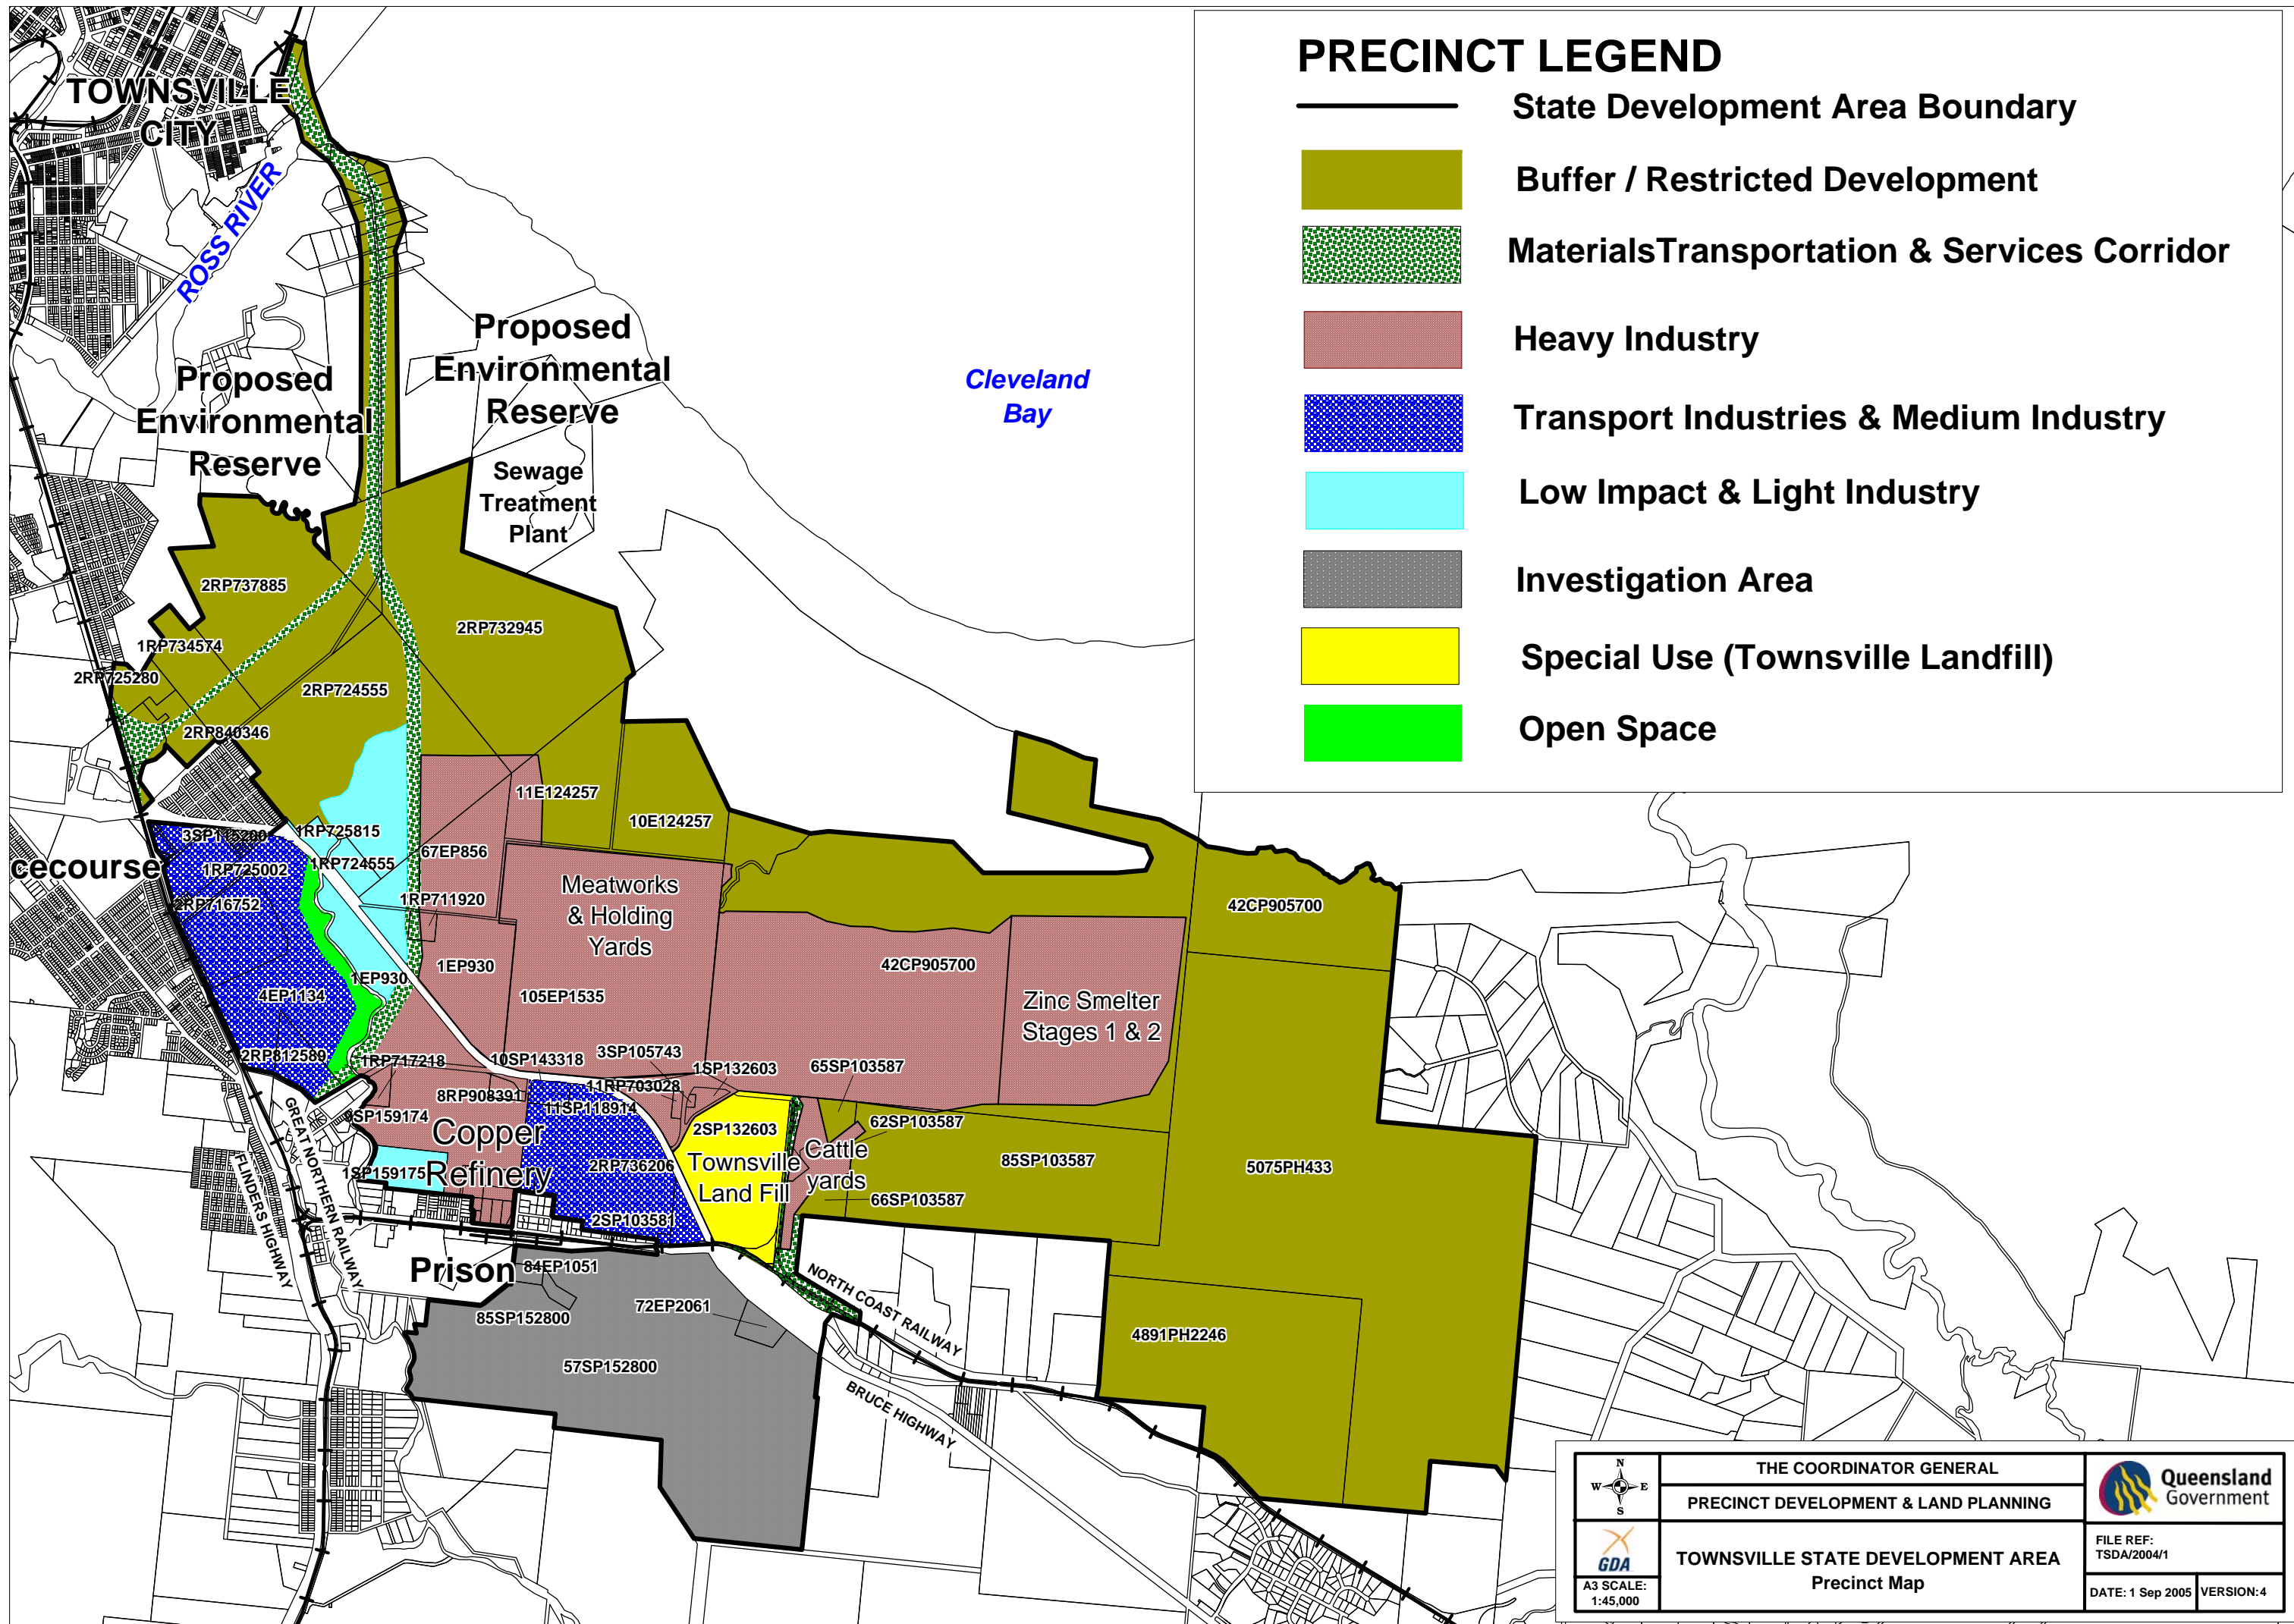 PRECINCT LEGEND
State Development Area Boundary
Buffer / Restricted Development
MaterialsTransportation & Services Corridor
Heavy Industry
Transport Industries & Medium Industry
Low Impact & Light Industry
Investigation Area
Special Use (Townsville Landfill)
Open Space
TOWNSVILLE
CITY
ROSS RIVER
Proposed
Environmental
Reserve
Proposed
Environmental
Reserve
Cleveland
Bay
Sewage
Treatment
Plant
2RP737885
2RP732945
1RP734574
2RP725280
2RP724555
2RP840346
11E124257
10E124257
3SP115200
1RP725815
67EP856
1RP724555
cecourse
1RP725002
2RP716752
1RP711920
Meatworks
& Holding
Yards
42CP905700
42CP905700
1EP930
1EP930
105EP1535
4EP1134
Zinc Smelter
Stages 1 & 2
2RP812589
1RP717218
10SP143318
3SP105743
1SP132603
65SP103587
11RP703028
8RP908391
11SP118914
9SP159174
Copper
Refinery
2SP132603
62SP103587
Townsville
Land Fill
Cattle
yards
85SP103587
5075PH433
1SP159175
2RP736206
66SP103587
2SP103581
GREAT NORTHERN RAILWAY
FLINDERS HIGHWAY
Prison
84EP1051
85SP152800
72EP2061
57SP152800
NORTH COAST RAILWAY
BRUCE HIGHWAY
4891PH2246
N
W E
S
THE COORDINATOR GENERAL
PRECINCT DEVELOPMENT & LAND PLANNING
Queensland
Government
GDA
A3 SCALE:
1:45,000
TOWNSVILLE STATE DEVELOPMENT AREA
Precinct Map
FILE REF:
TSDA/2004/1
DATE: 1 Sep 2005
VERSION:4